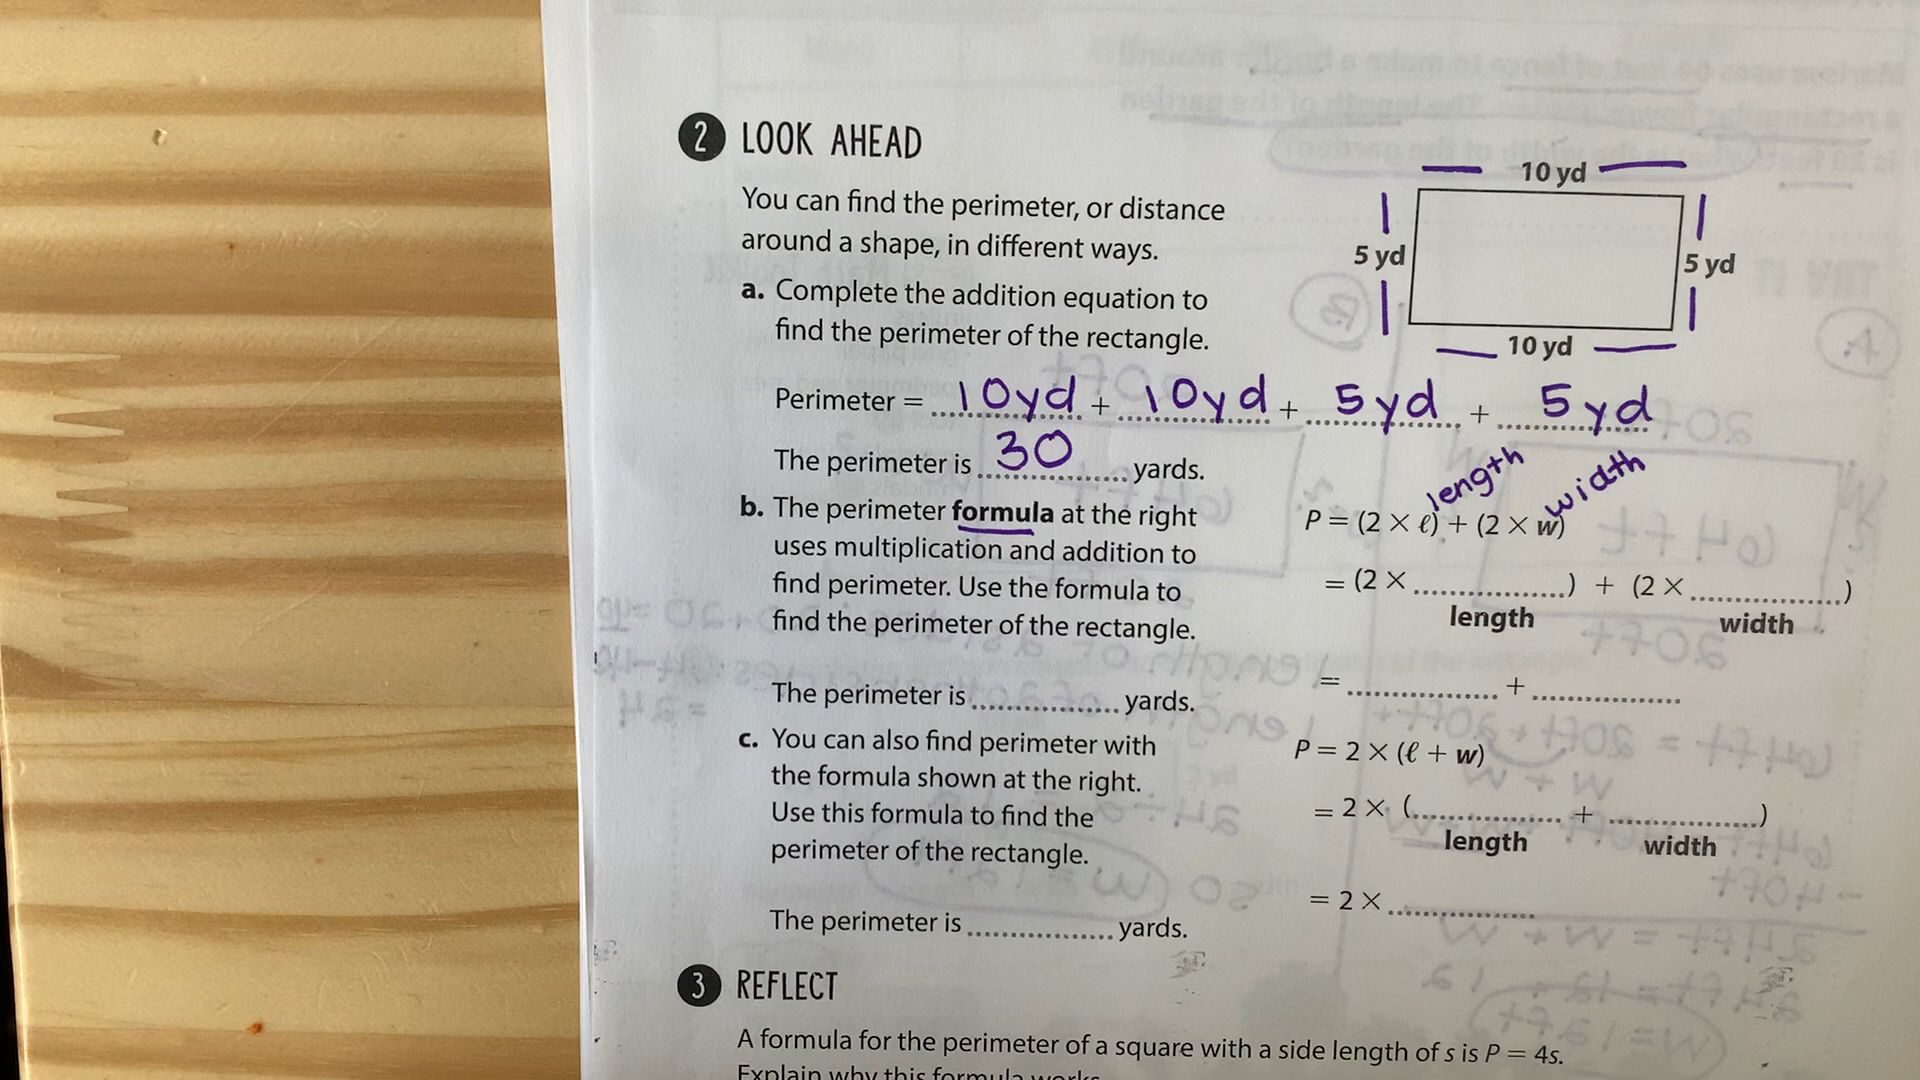 2 LOOK AHEAD
You can find the perimeter, or distance
around a shape, in different ways.
a. Complete the addition equation to
find the perimeter of the rectangle.
10 yd
5 yd
5 yd
10 yd
Perimeter = 10yd + 10yd + 5yd + 5yd
The perimeter is 30 yards.
b. The perimeter formula at the right
uses multiplication and addition to
find perimeter. Use the formula to
find the perimeter of the rectangle.
The perimeter is ................ yards.
length width
P = (2 × ℓ) + (2 × w)
= (2 × ................) + (2 × ................)
length width
= ................ + ................
c. You can also find perimeter with
the formula shown at the right.
Use this formula to find the
perimeter of the rectangle.
The perimeter is ................ yards.
P = 2 × (ℓ + w)
= 2 × (................ + ................)
length width
= 2 × ................
3 REFLECT
A formula for the perimeter of a square with a side length of s is P = 4s.
Explain why this formula works.